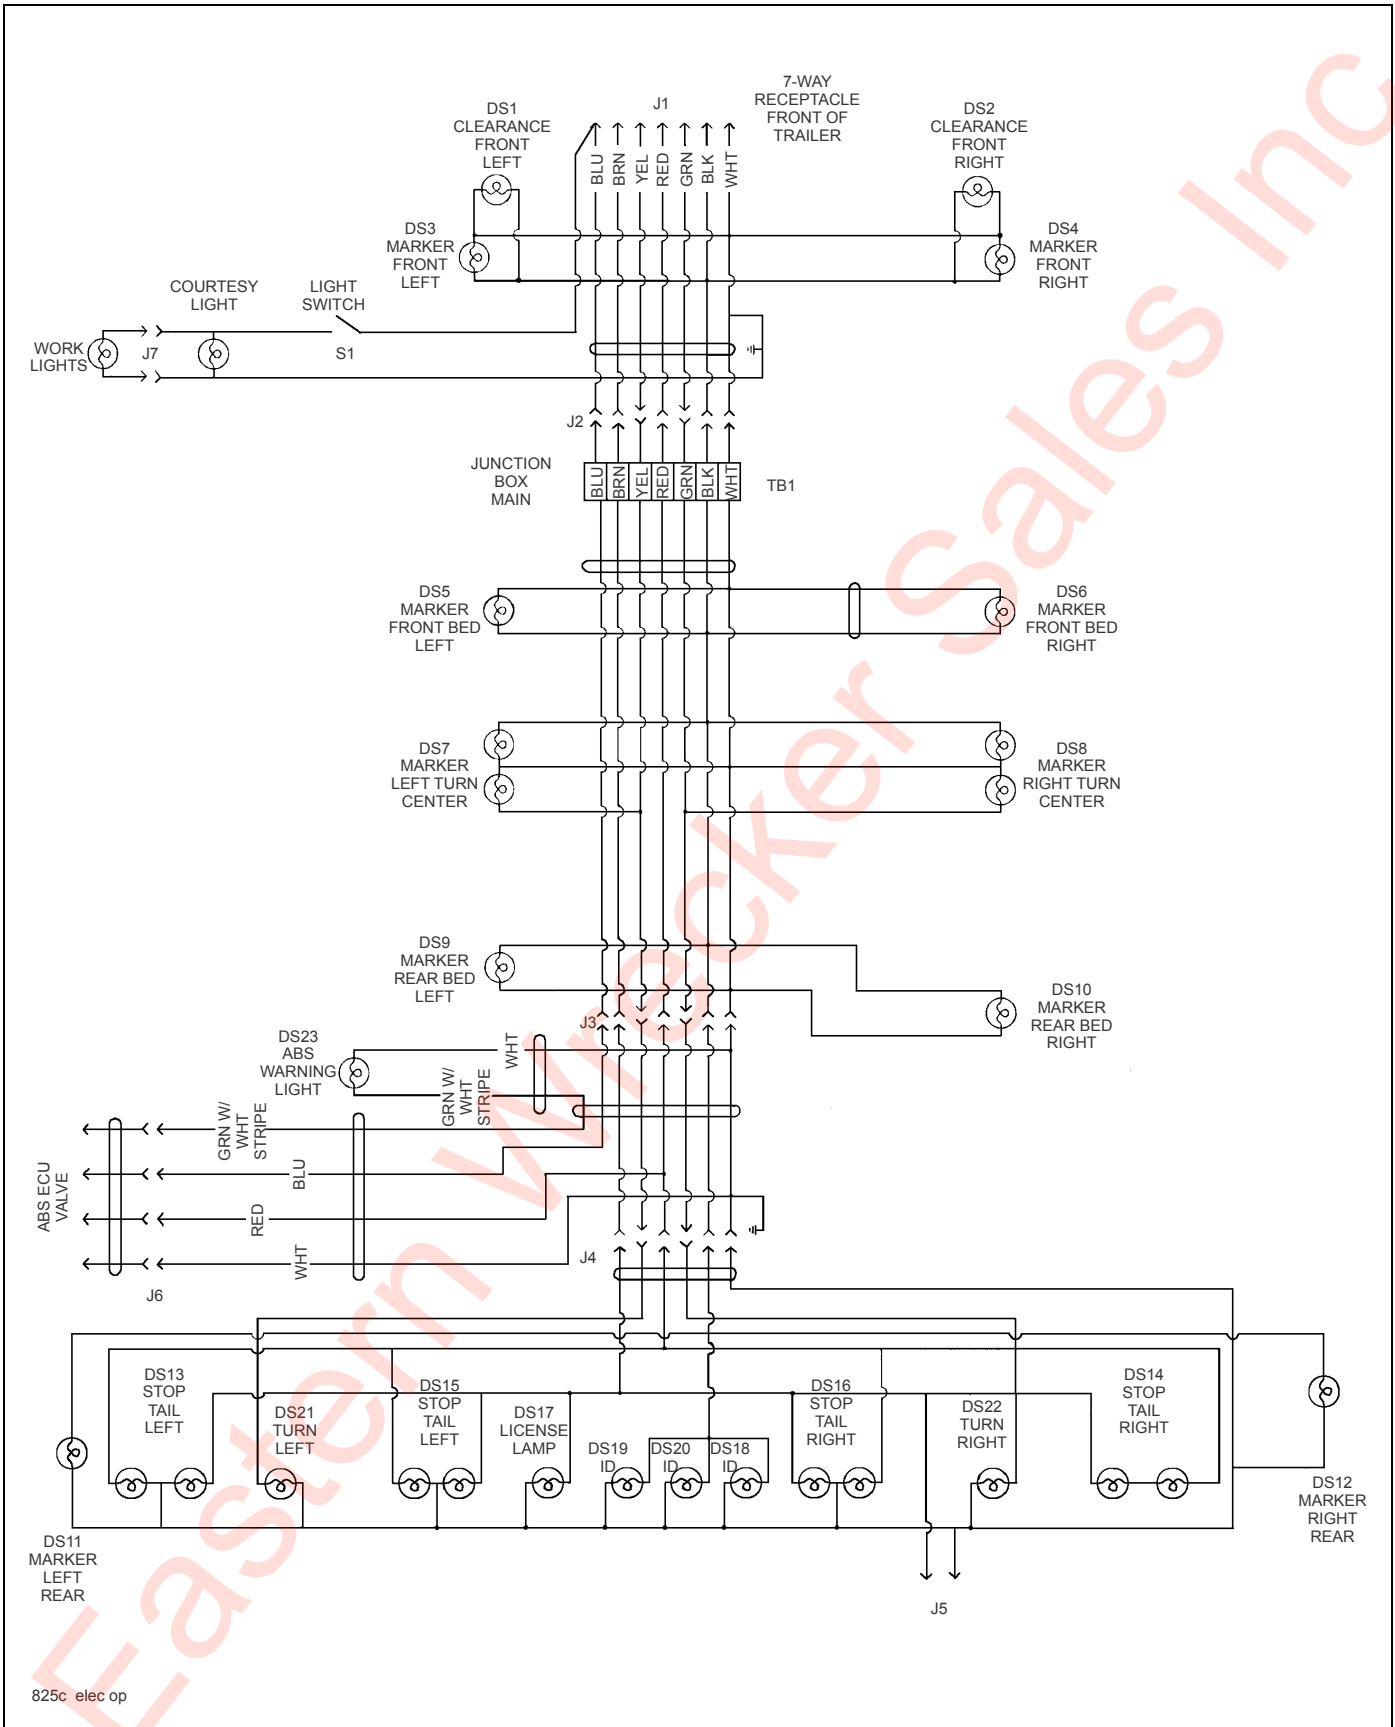 7-WAY
RECEPTACLE
FRONT OF
TRAILER
J1
DS1
CLEARANCE
FRONT
LEFT
DS2
CLEARANCE
FRONT
RIGHT
BLU
BRN
YEL
RED
GRN
BLK
WHT
DS3
MARKER
FRONT
LEFT
DS4
MARKER
FRONT
RIGHT
COURTESY
LIGHT
LIGHT
SWITCH
WORK
LIGHTS
J7
S1
J2
JUNCTION
BOX
MAIN
BLU
BRN
YEL
RED
GRN
BLK
WHT
TB1
DS5
MARKER
FRONT BED
LEFT
DS6
MARKER
FRONT BED
RIGHT
DS7
MARKER
LEFT TURN
CENTER
DS8
MARKER
RIGHT TURN
CENTER
DS9
MARKER
REAR BED
LEFT
DS10
MARKER
REAR BED
RIGHT
J3
DS23
ABS
WARNING
LIGHT
WHT
GRN W/
WHT
STRIPE
GRN W/
WHT
STRIPE
BLU
RED
WHT
ABS ECU
VALVE
J6
J4
DS13
STOP
TAIL
LEFT
DS21
TURN
LEFT
DS15
STOP
TAIL
LEFT
DS17
LICENSE
LAMP
DS19
ID
DS20
ID
DS18
ID
DS16
STOP
TAIL
RIGHT
DS22
TURN
RIGHT
DS14
STOP
TAIL
RIGHT
DS12
MARKER
RIGHT
REAR
DS11
MARKER
LEFT
REAR
J5
825c elec op
Eastern Wrecker Sales Inc